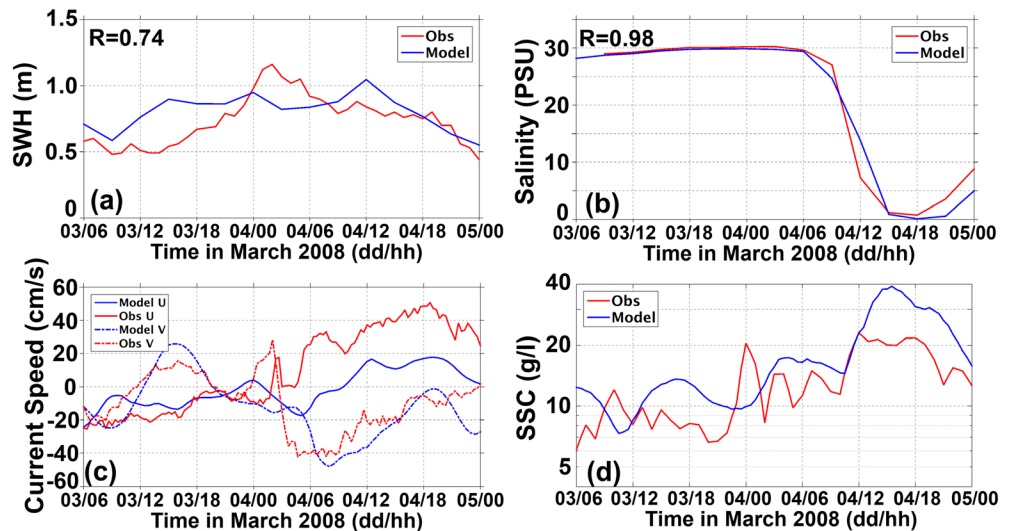 1.5
1.0
0.5
0
SWH (m)
R=0.74
Obs
Model
(a)
03/06 03/12 03/18 04/00 04/06 04/12 04/18 05/00
Time in March 2008 (dd/hh)
30
20
10
0
Salinity (PSU)
R=0.98
Obs
Model
(b)
03/06 03/12 03/18 04/00 04/06 04/12 04/18 05/00
Time in March 2008 (dd/hh)
60
40
20
0
-20
-40
-60
Current Speed (cm/s)
Model U
Obs U
Model V
Obs V
(c)
03/06 03/12 03/18 04/00 04/06 04/12 04/18 05/00
Time in March 2008 (dd/hh)
40
20
10
5
SSC (g/l)
Obs
Model
(d)
03/06 03/12 03/18 04/00 04/06 04/12 04/18 05/00
Time in March 2008 (dd/hh)